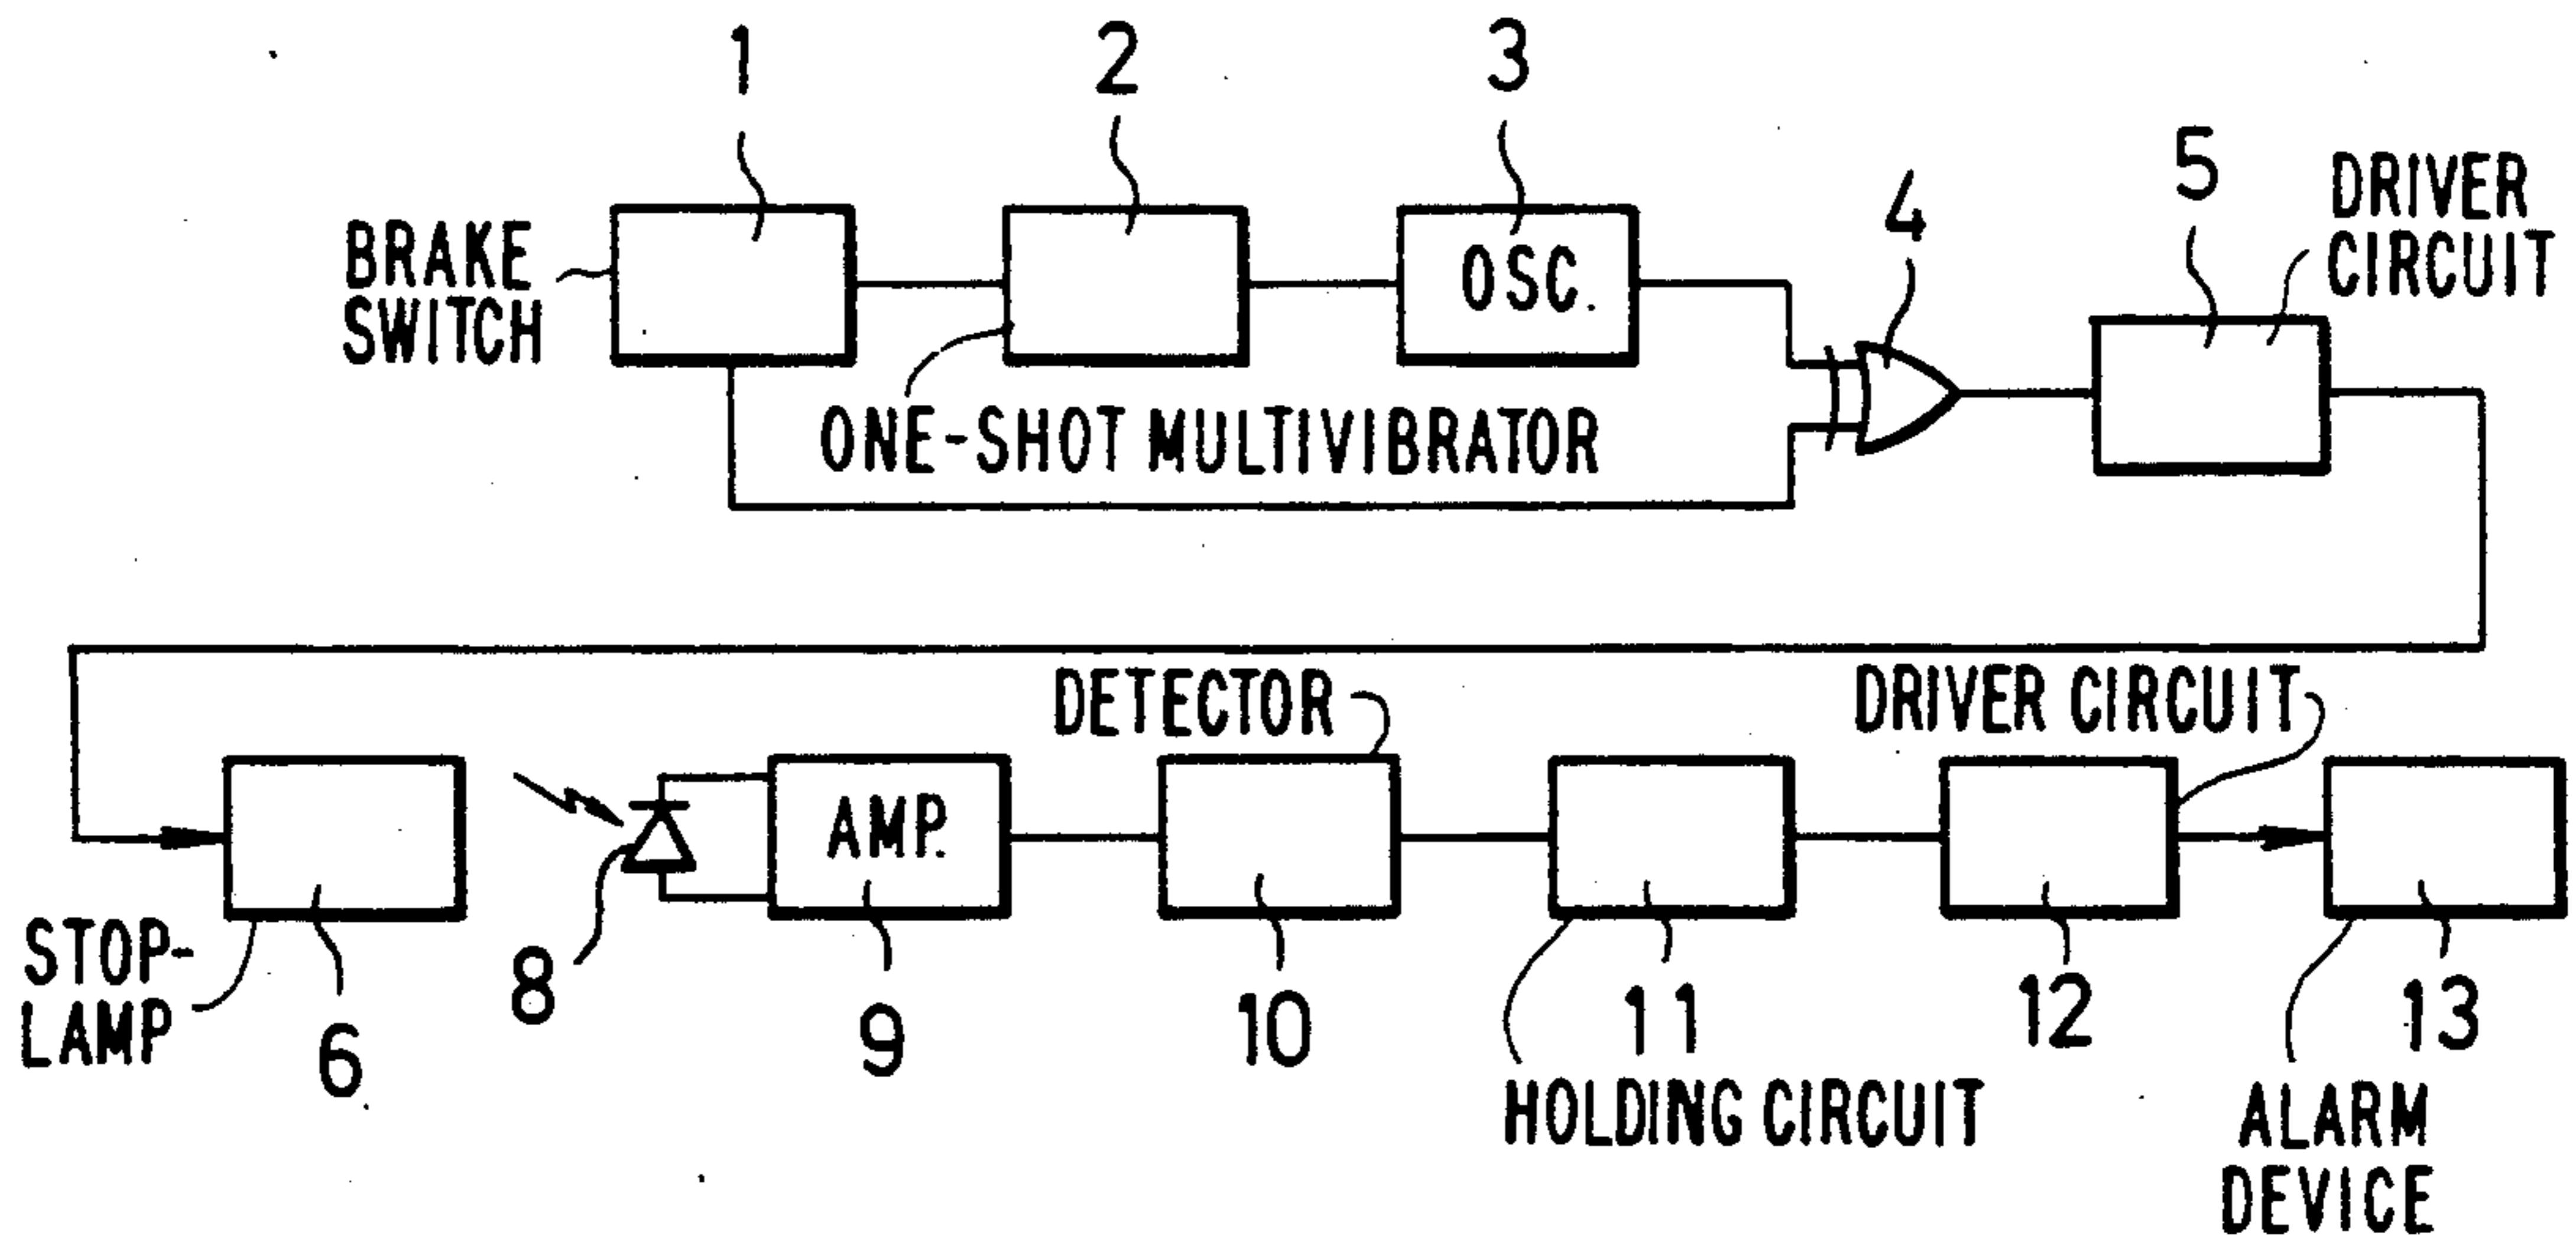 1
2
3
4
5
DRIVER
CIRCUIT
BRAKE
SWITCH
OSC.
ONE-SHOT MULTIVIBRATOR
DETECTOR
DRIVER CIRCUIT
AMP.
STOP-
LAMP
6
8
9
10
11
12
13
HOLDING CIRCUIT
ALARM
DEVICE